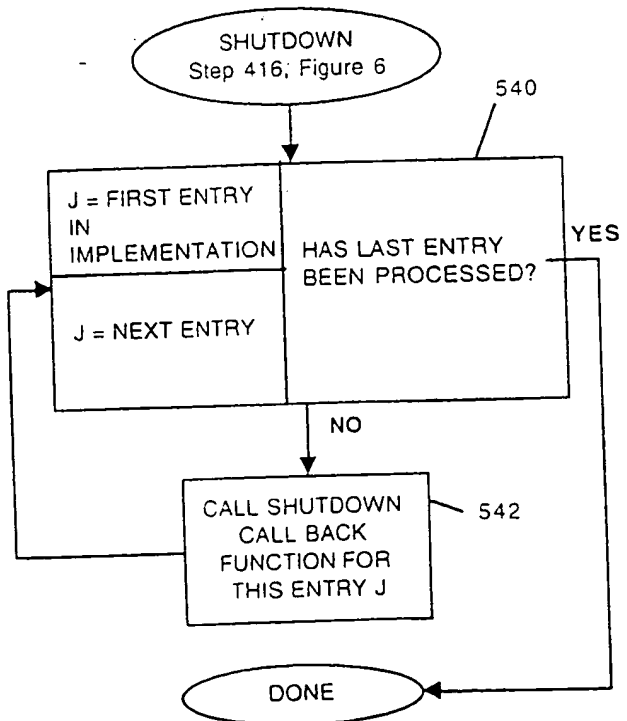 SHUTDOWN
Step 416, Figure 6
540
J = FIRST ENTRY
IN
IMPLEMENTATION
HAS LAST ENTRY
BEEN PROCESSED?
YES
J = NEXT ENTRY
NO
CALL SHUTDOWN
CALL BACK
FUNCTION FOR
THIS ENTRY J
542
DONE